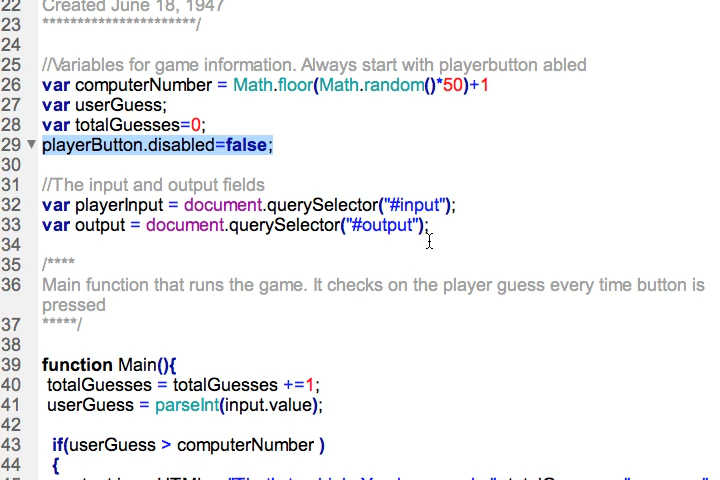 22 Created June 18, 1947
23 ***********************/
24
25 //Variables for game information. Always start with playerbutton abled
26 var computerNumber = Math.floor(Math.random()*50)+1
27 var userGuess;
28 var totalGuesses=0;
29 playerButton.disabled=false;
30
31 //The input and output fields
32 var playerInput = document.querySelector("#input");
33 var output = document.querySelector("#output");
34
35 /****
36 Main function that runs the game. It checks on the player guess every time button is
pressed
37 *****/
38
39 function Main(){
40 totalGuesses = totalGuesses +=1;
41 userGuess = parseInt(input.value);
42
43 if(userGuess > computerNumber )
44 {